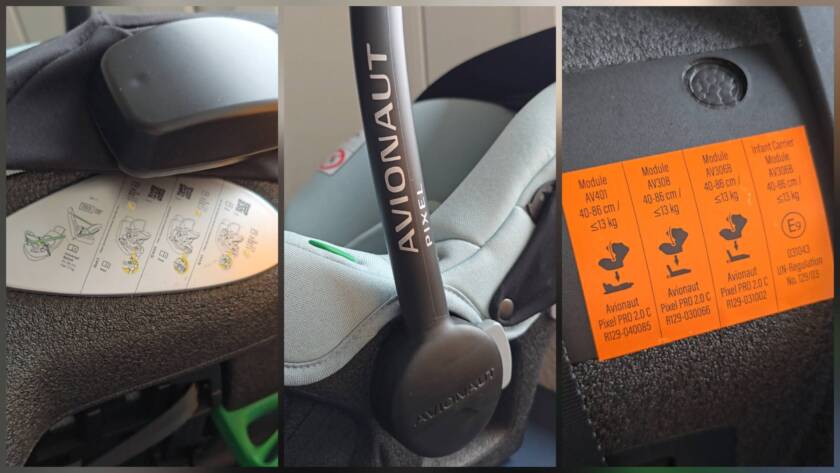 AVIONAUT
PIXEL
AVIONAUT
Module
AV401
40-86 cm /
≤13 kg
Avionaut
Pixel PRO 2.0 C
R129-040085
Module
AV308
40-86 cm /
≤13 kg
Avionaut
Pixel PRO 2.0 C
R129-030066
Module
AV306B
40-86 cm /
≤13 kg
Avionaut
Pixel PRO 2.0 C
R129-031002
Infant Carrier
Module
AV306B
40-86 cm /
≤13 kg
E9
031043
UN-Regulation
No. 129/03